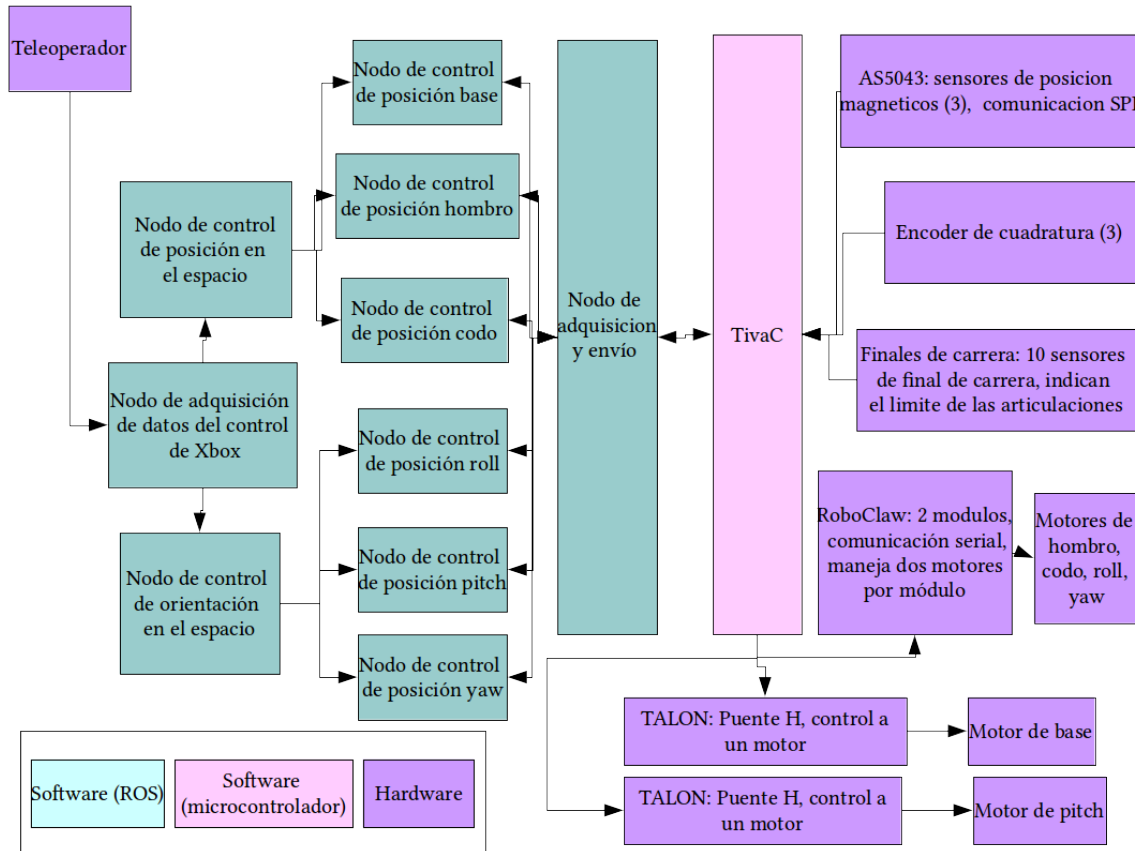 Teleoperador
Nodo de control
de posición base
Nodo de control
de posición hombro
Nodo de control
de posición en
el espacio
Nodo de control
de posición codo
Nodo de adquisición
de datos del control
de Xbox
Nodo de control
de posición roll
Nodo de control
de orientación
en el espacio
Nodo de control
de posición pitch
Nodo de control
de posición yaw
Nodo de
adquisicion
y envío
TivaC
AS5043: sensores de posicion
magneticos (3), comunicacion SPI
Encoder de cuadratura (3)
Finales de carrera: 10 sensores
de final de carrera, indican
el limite de las articulaciones
RoboClaw: 2 modulos,
comunicación serial,
maneja dos motores
por módulo
Motores de
hombro,
codo, roll,
yaw
TALON: Puente H, control a
un motor
Motor de base
TALON: Puente H, control a
un motor
Motor de pitch
Software (ROS)
Software
(microcontrolador)
Hardware